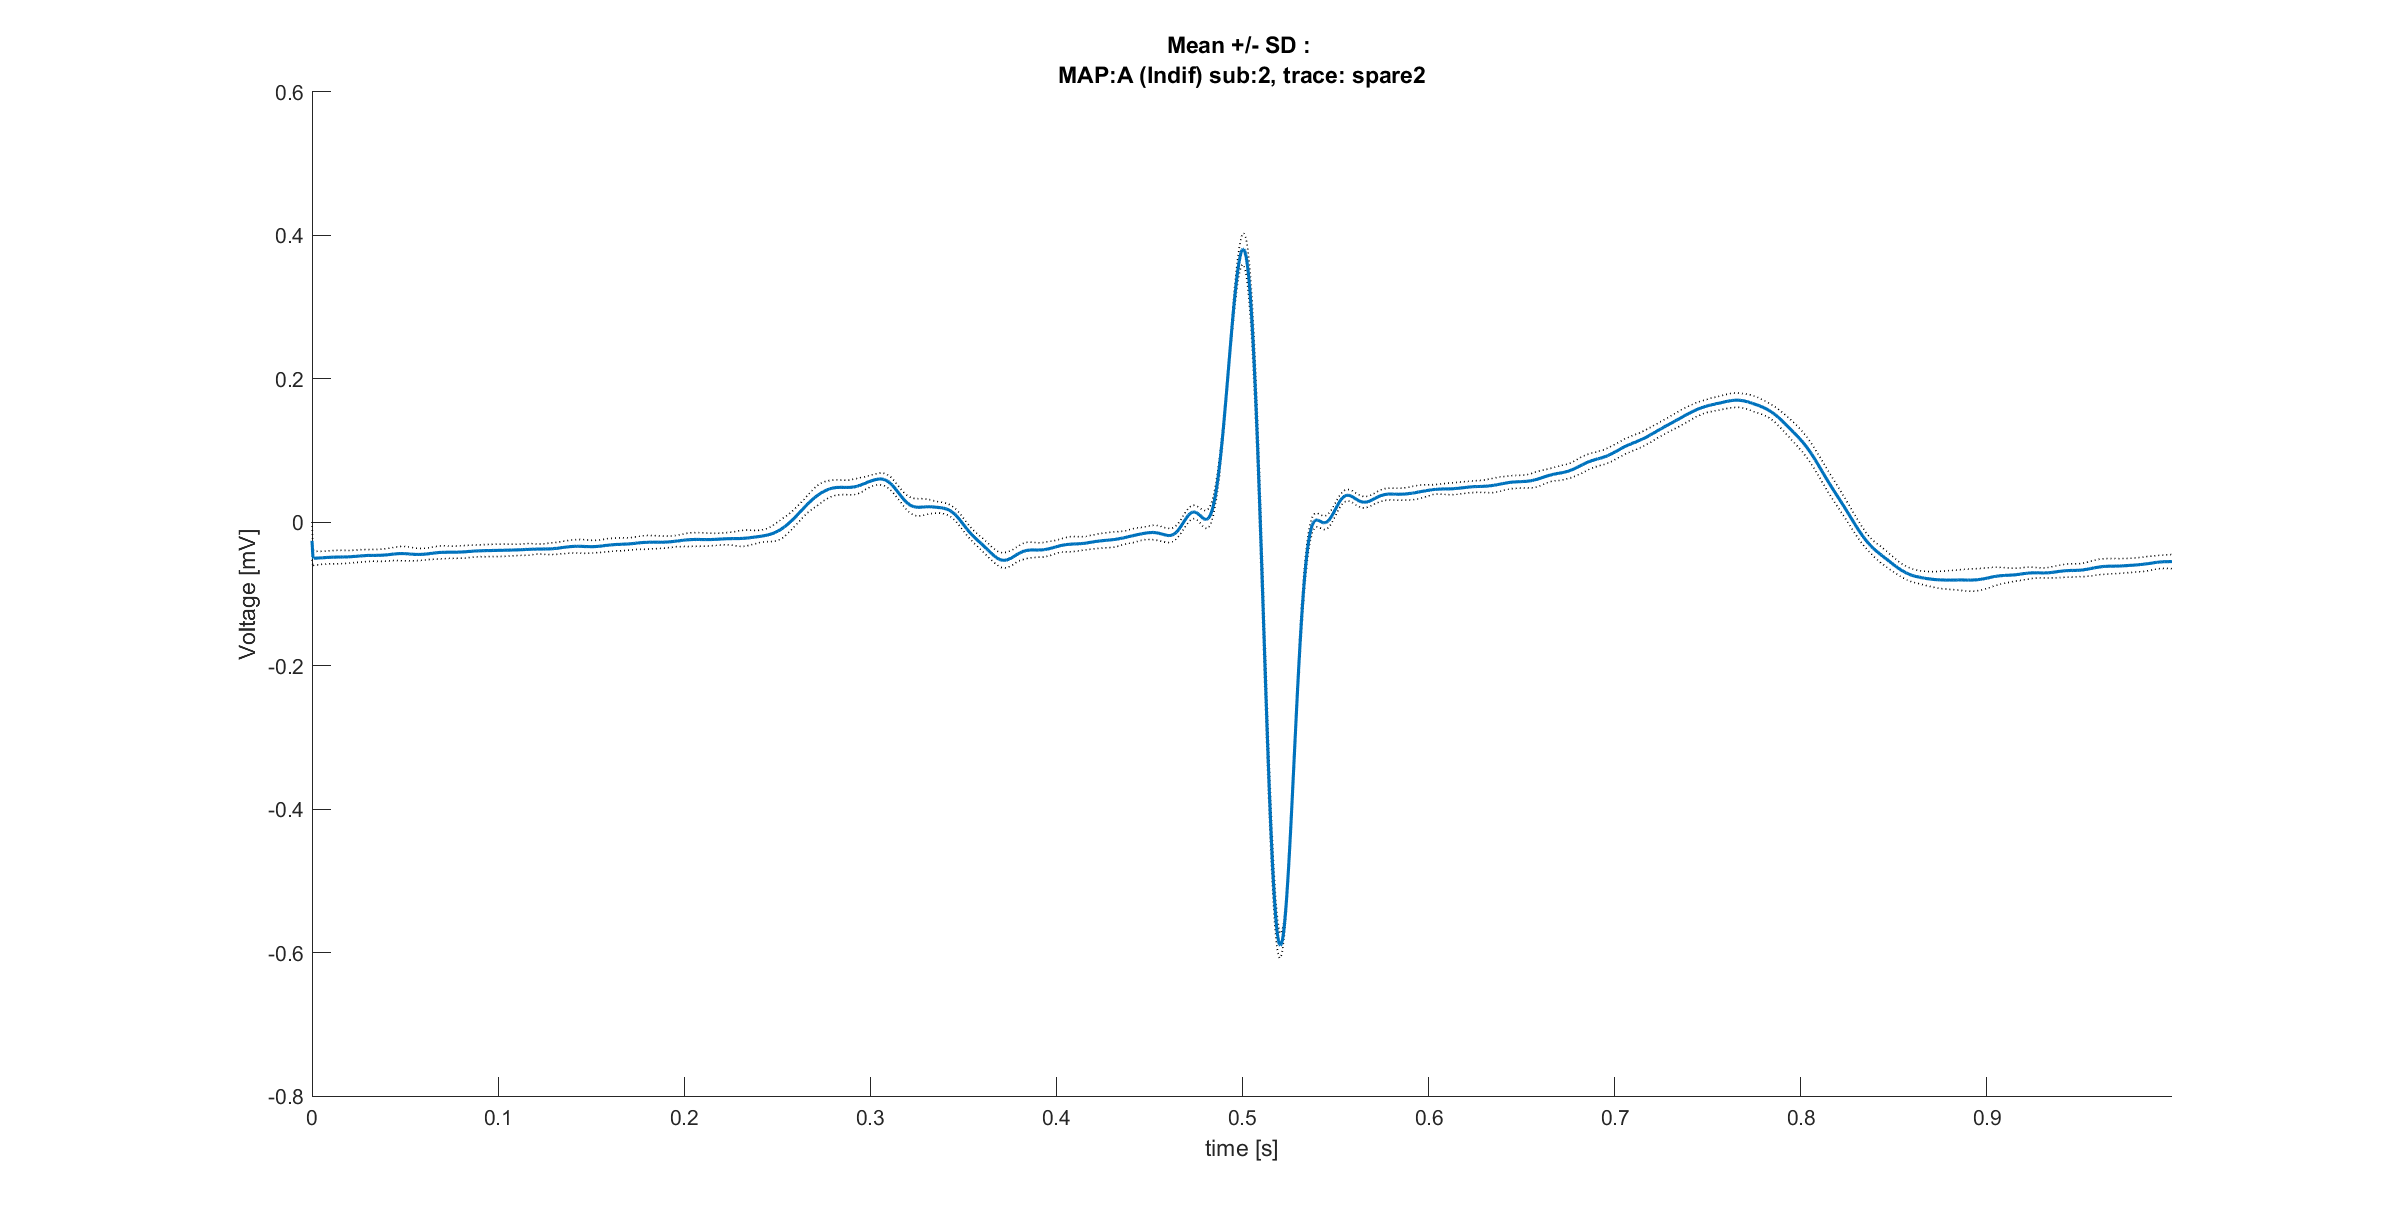 Mean +/- SD :
MAP:A (Indif) sub:2, trace: spare2
0.6
0.4
0.2
0
-0.2
-0.4
-0.6
-0.8
Voltage [mV]
0 0.1 0.2 0.3 0.4 0.5 0.6 0.7 0.8 0.9
time [s]